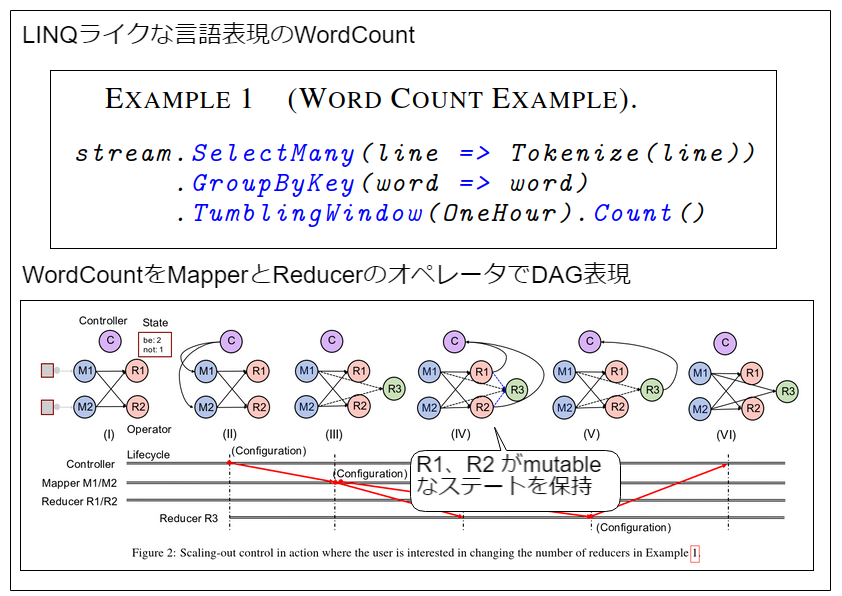 LINQライクな言語表現のWordCount
EXAMPLE 1 (WORD COUNT EXAMPLE).
stream.SelectMany(line => Tokenize(line))
.GroupByKey(word => word)
.TumblingWindow(OneHour).Count()
WordCountをMapperとReducerのオペレータでDAG表現
Controller State
C be: 2 not: 1 C C C C C
M1 R1 M1 R1 M1 R1 M1 R1 M1 R1 M1 R1
R3 R3 R3 R3
M2 R2 M2 R2 M2 R2 M2 R2 M2 R2 M2 R2
(I) Operator (II) (III) (IV) (V) (VI)
Lifecycle (Configuration)
Controller
(Configuration)
Mapper M1/M2
Reducer R1/R2
Reducer R3
R1、R2 がmutable
なステートを保持
(Configuration)
Figure 2: Scaling-out control in action where the user is interested in changing the number of reducers in Example 1.